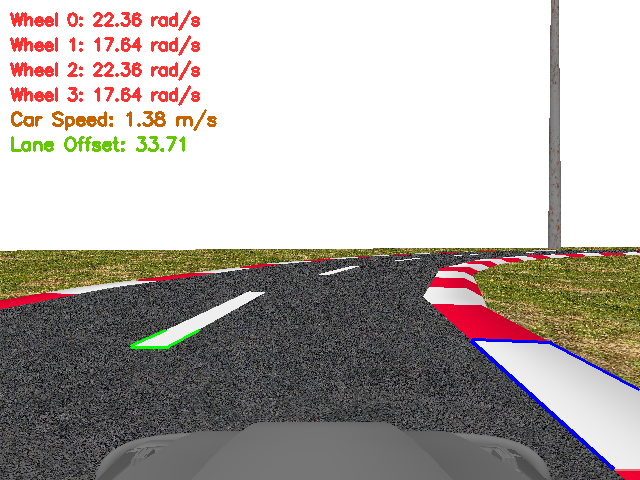 Wheel 0: 22.36 rad/s
Wheel 1: 17.64 rad/s
Wheel 2: 22.36 rad/s
Wheel 3: 17.64 rad/s
Car Speed: 1.38 m/s
Lane Offset: 33.71